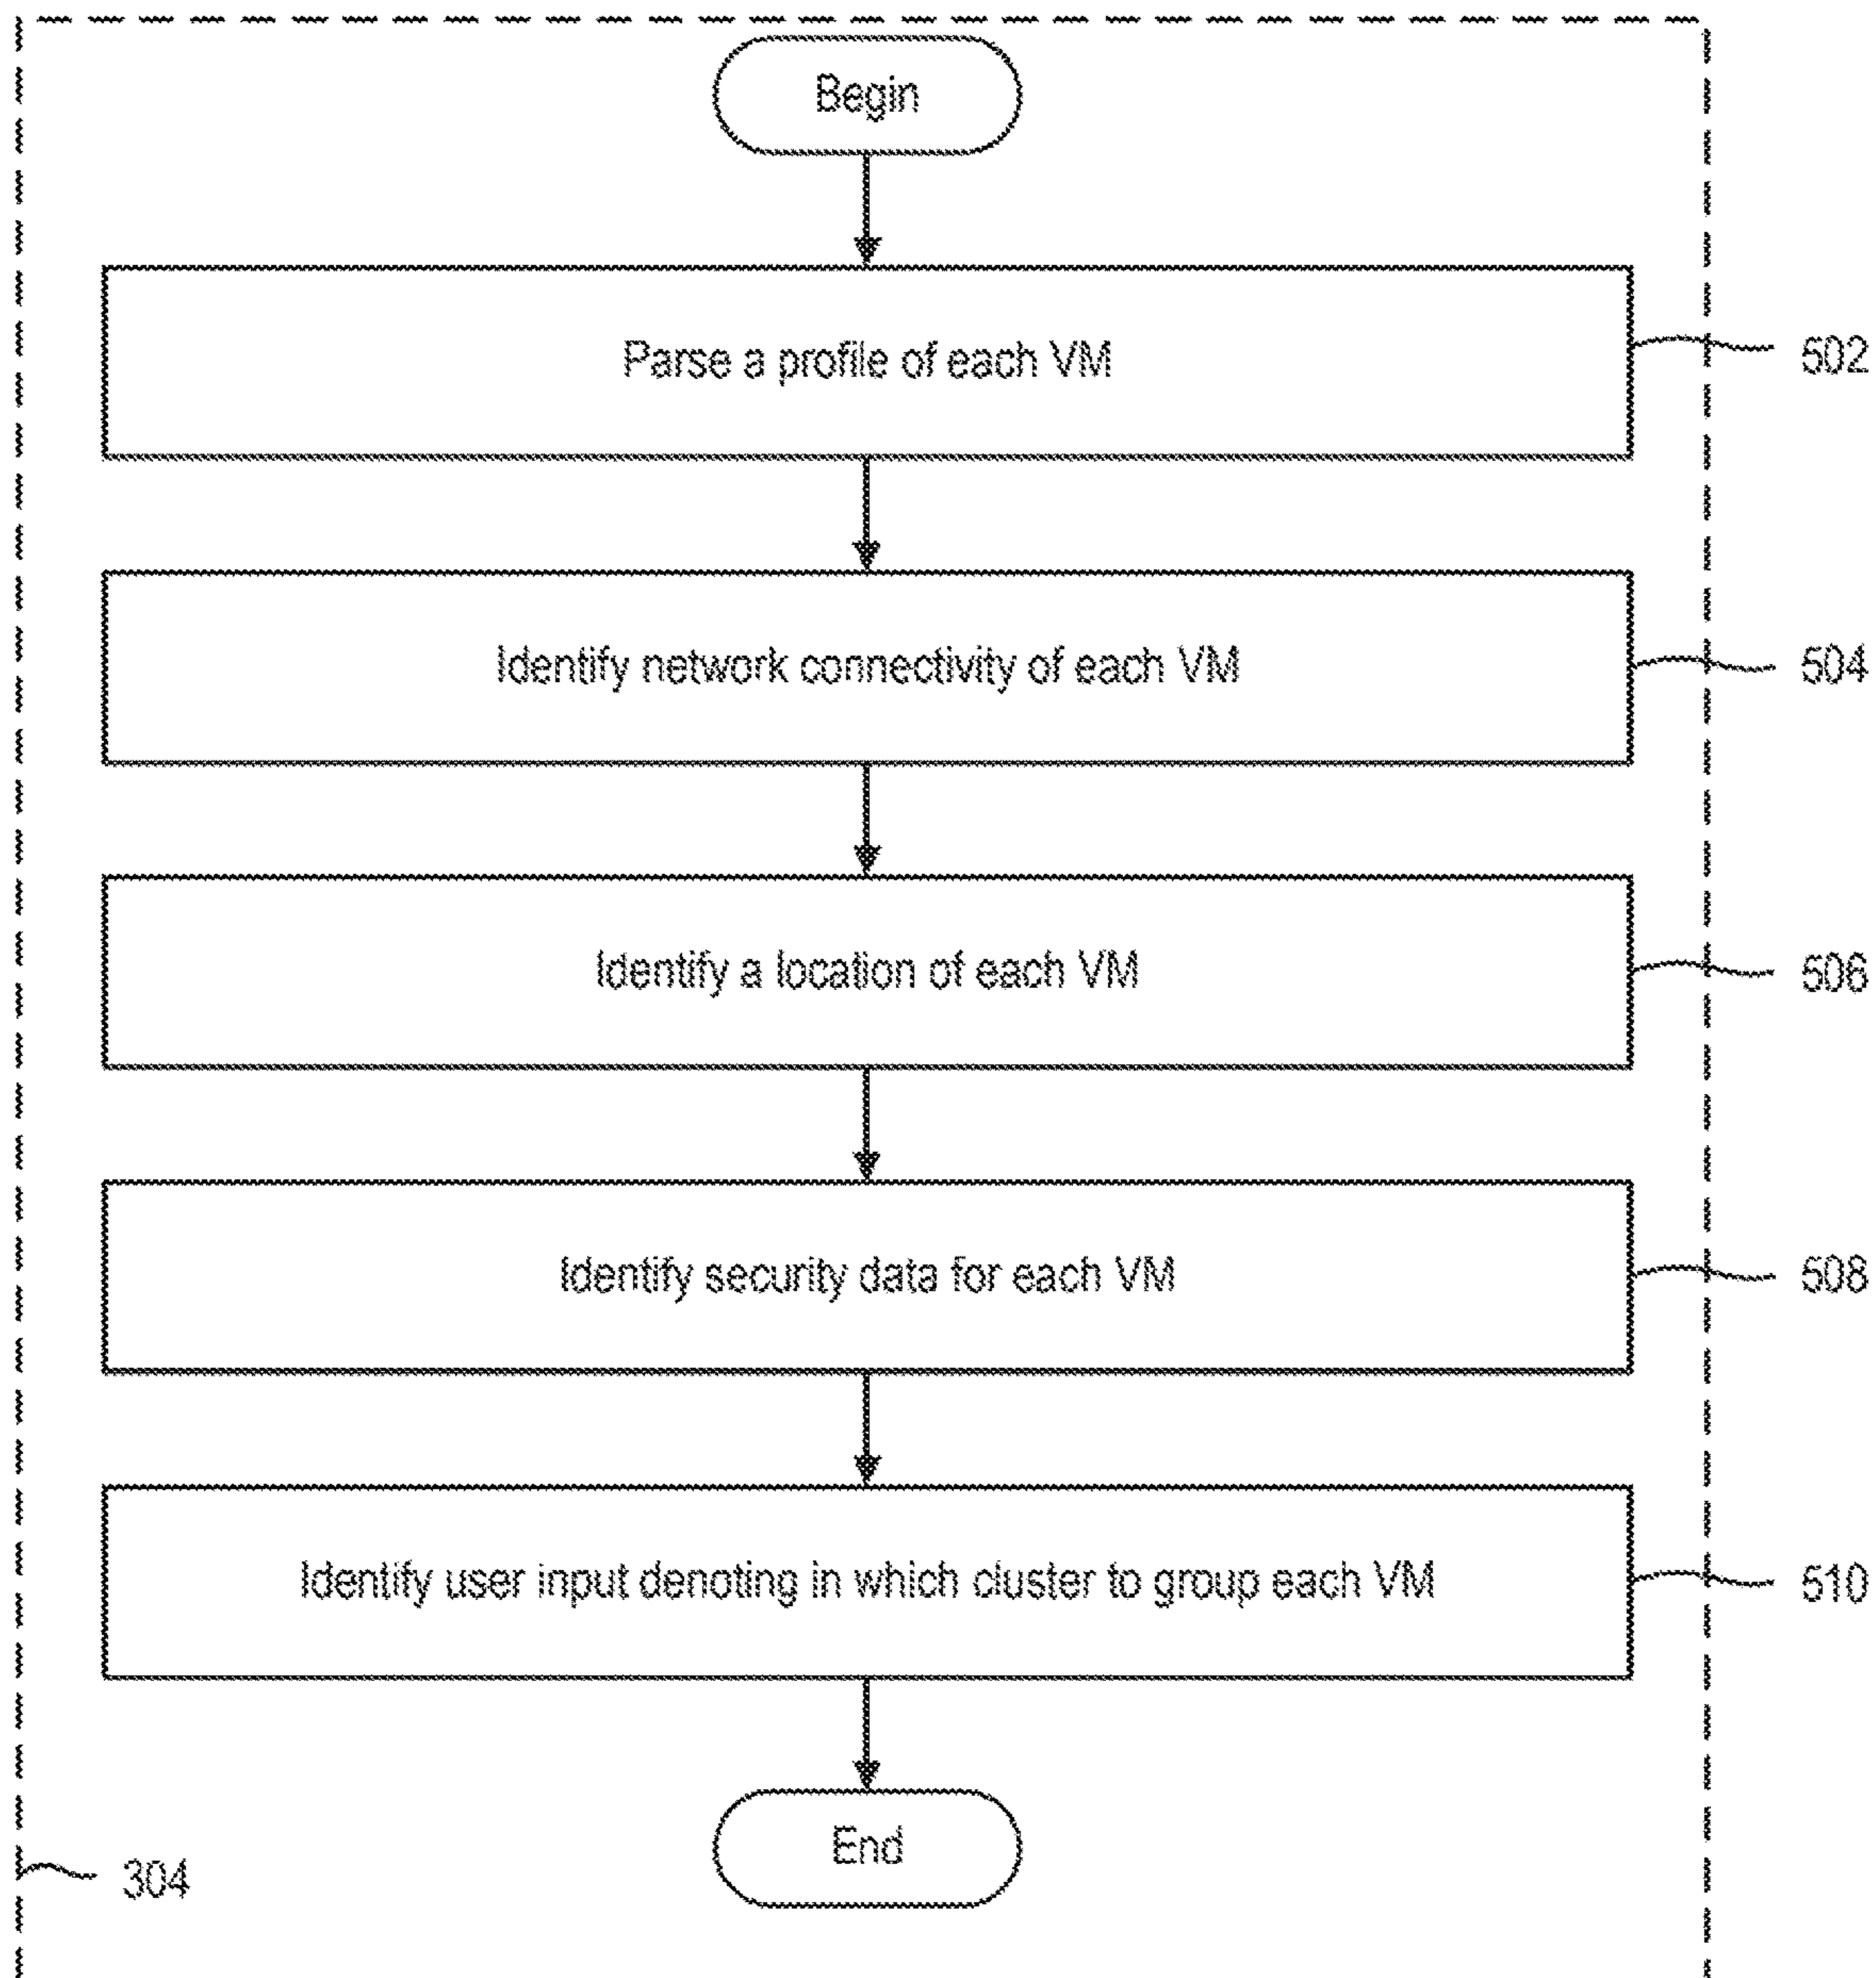 Begin
Parse a profile of each VM
502
Identify network connectivity of each VM
504
Identify a location of each VM
506
Identify security data for each VM
508
Identify user input denoting in which cluster to group each VM
510
End
304